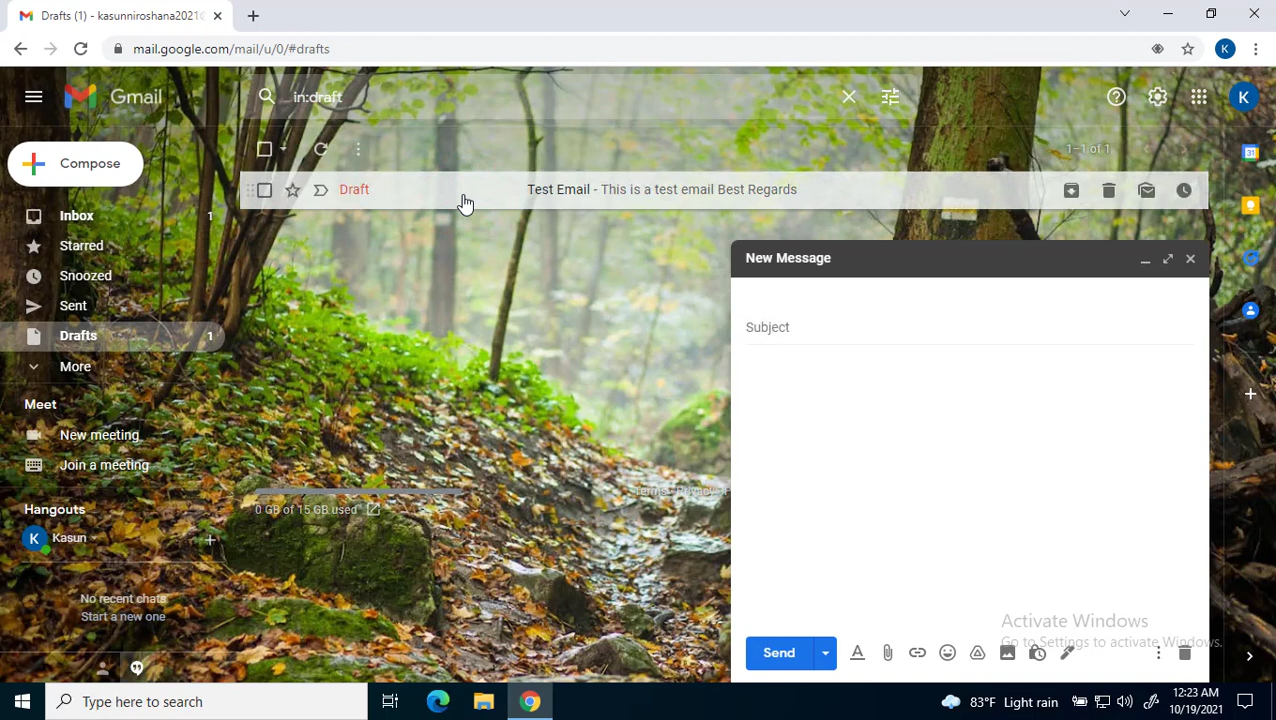 Drafts (1) - kasunniroshana2021
mail.google.com/mail/u/0/#drafts
K
Gmail
in:draft
K
Compose
1–1 of 1
31
Draft
Test Email - This is a test email Best Regards
Inbox
1
Starred
Snoozed
Sent
Drafts
1
More
New Message
Subject
Meet
New meeting
Join a meeting
Hangouts
K
Kasun
No recent chats
Start a new one
0 GB of 15 GB used
Terms · Privacy ·
Send
Activate Windows
Go to Settings to activate Windows.
Type here to search
83°F Light rain
12:23 AM
10/19/2021